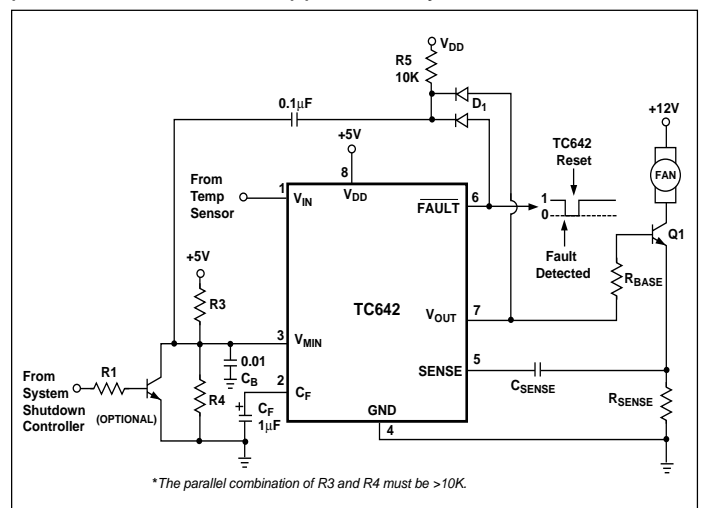 VDD
R5
10K
D1
0.1µF
+12V
+5V
TC642
Reset
FAN
From
Temp
Sensor
1
VIN
8
VDD
6
FAULT
1
0
Q1
Fault
Detected
RBASE
+5V
R3
TC642
VOUT
7
3
VMIN
SENSE
5
CSENSE
0.01
CB
2
CF
R1
From
System
Shutdown
Controller
(OPTIONAL)
R4
+
CF
1µF
GND
4
RSENSE
*The parallel combination of R3 and R4 must be >10K.